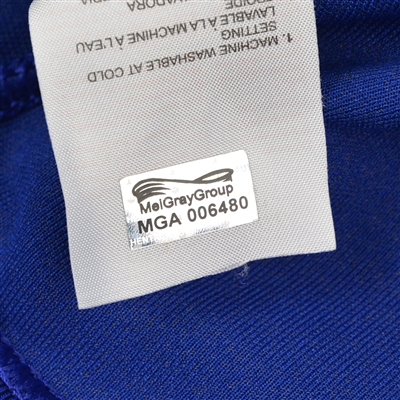 1. MACHINE WASHABLE AT COLD
SETTING
LAVABLE À LA MACHINE À L'EAU
MeiGrayGroup
MGA 006480